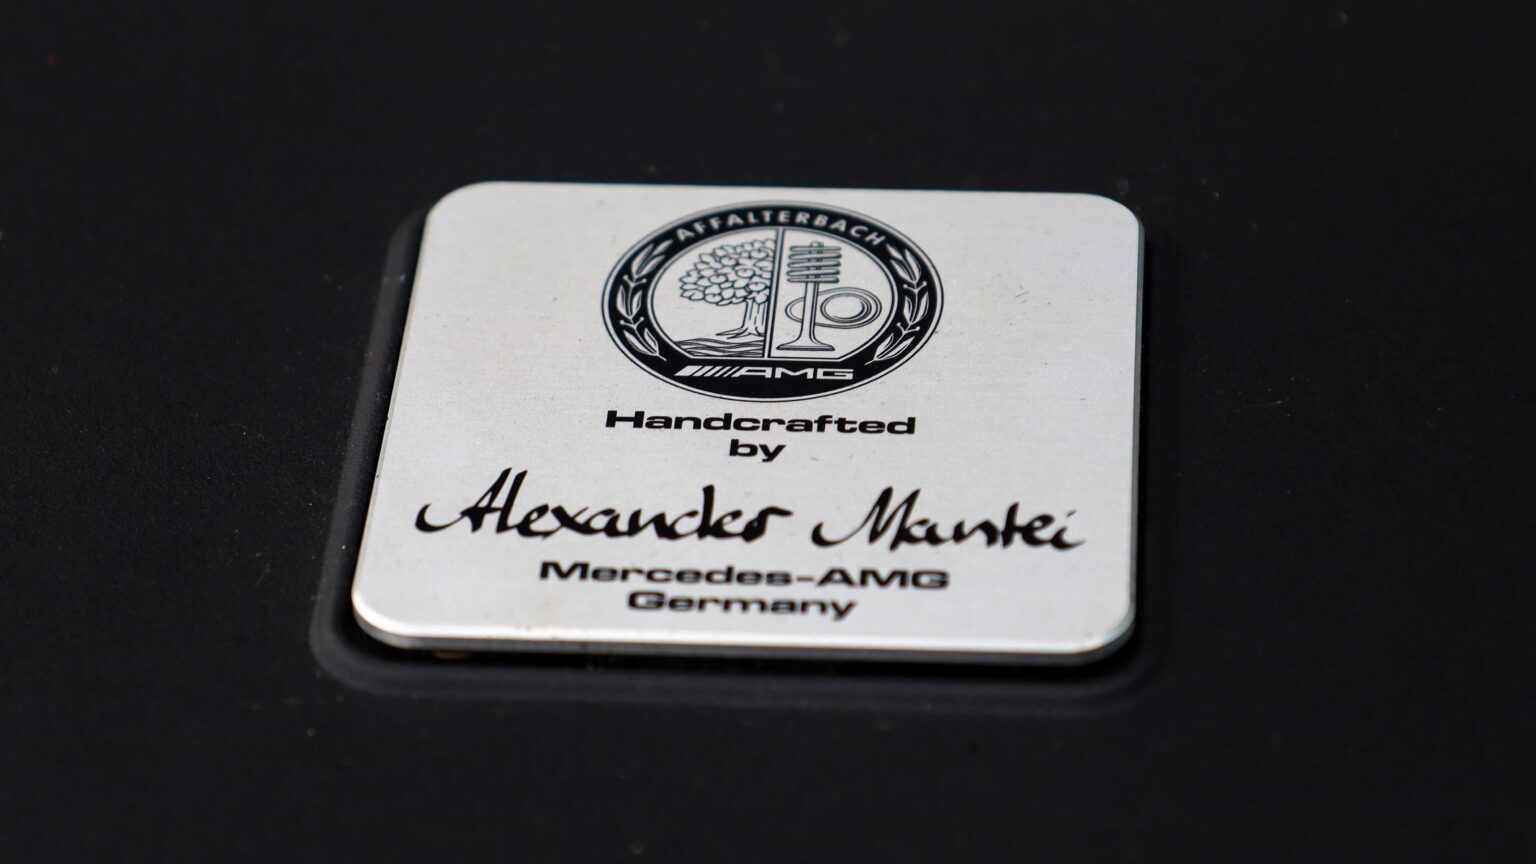 AFFALTERBACH
AMG
Handcrafted
by
Alexander Mantei
Mercedes-AMG
Germany